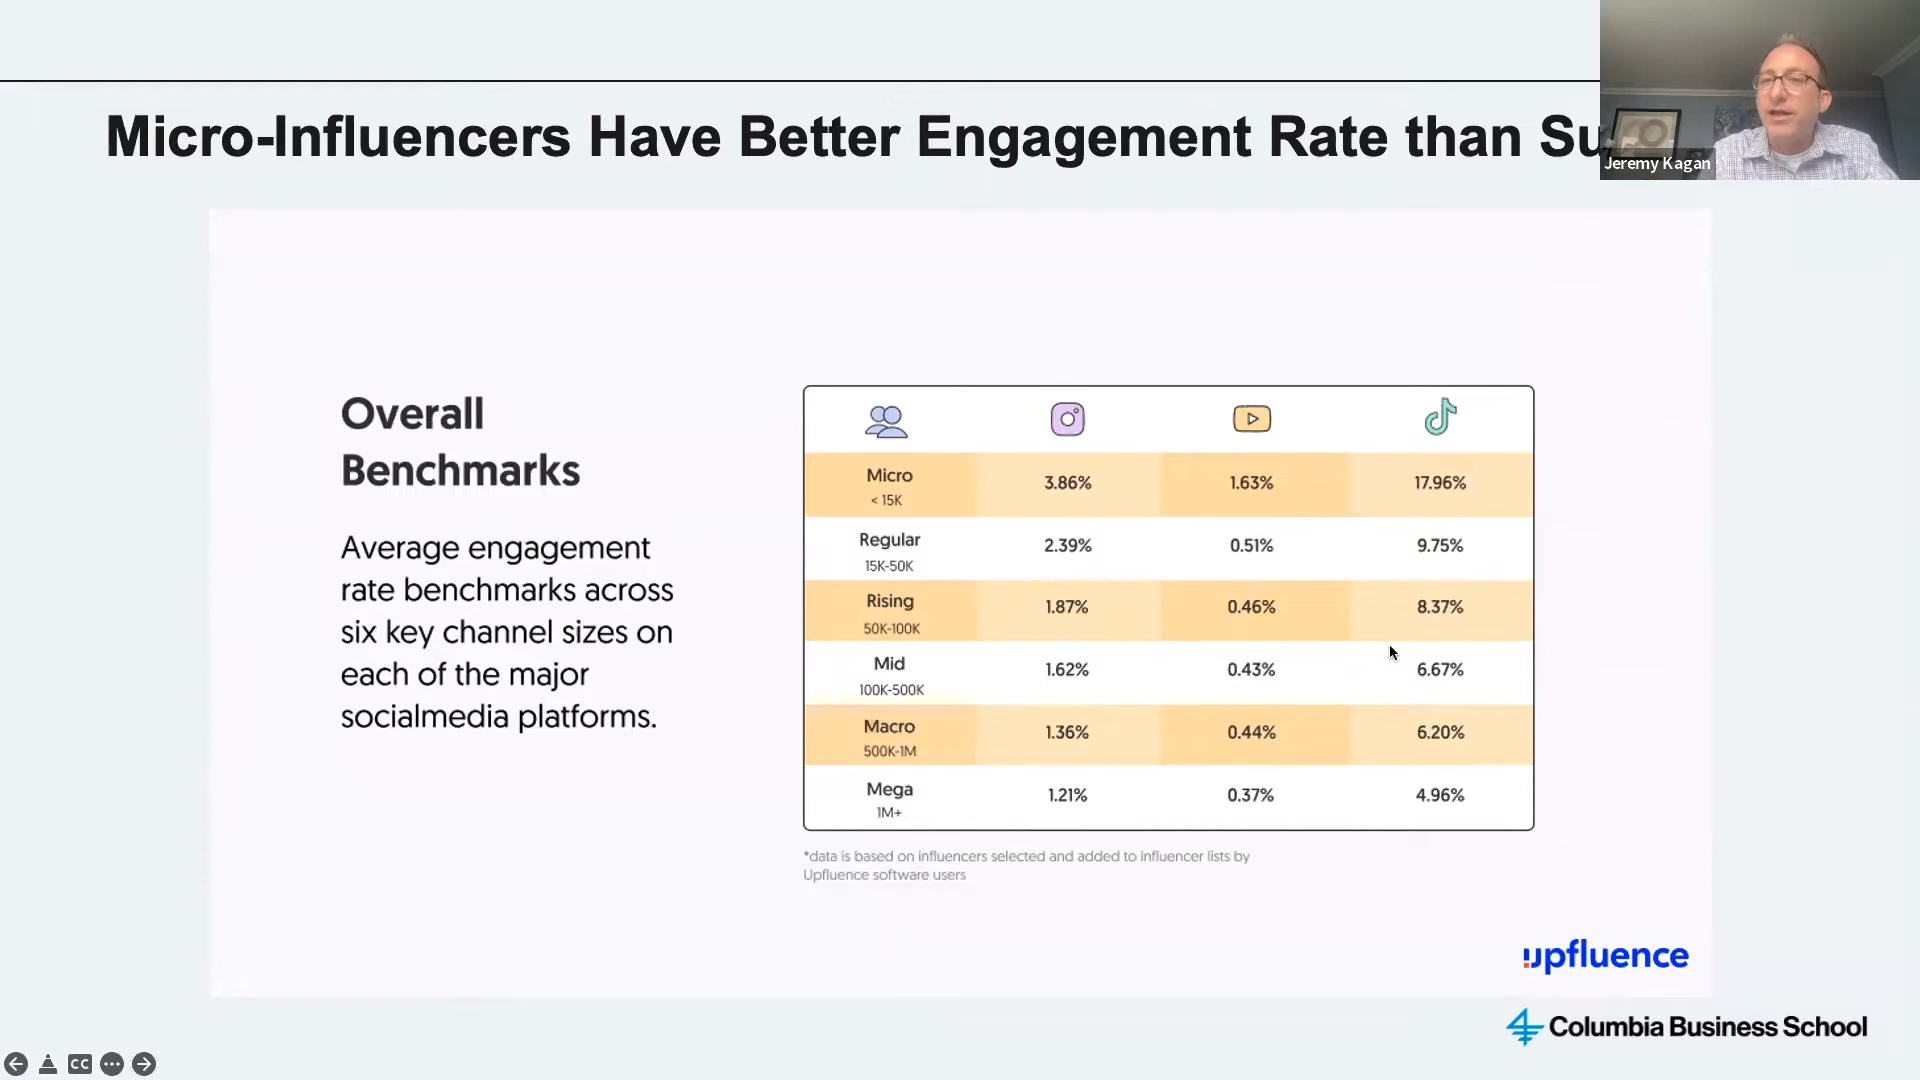 Micro-Influencers Have Better Engagement Rate than
Jeremy Kagan
Overall
Benchmarks
Average engagement
rate benchmarks across
six key channel sizes on
each of the major
socialmedia platforms.
Micro 3.86% 1.63% 17.96%
< 15K
Regular 2.39% 0.51% 9.75%
15K-50K
Rising 1.87% 0.46% 8.37%
50K-100K
Mid 1.62% 0.43% 6.67%
100K-500K
Macro 1.36% 0.44% 6.20%
500K-1M
Mega 1.21% 0.37% 4.96%
1M+
*data is based on influencers selected and added to influencer lists by
Upfluence software users
upfluence
Columbia Business School
CC